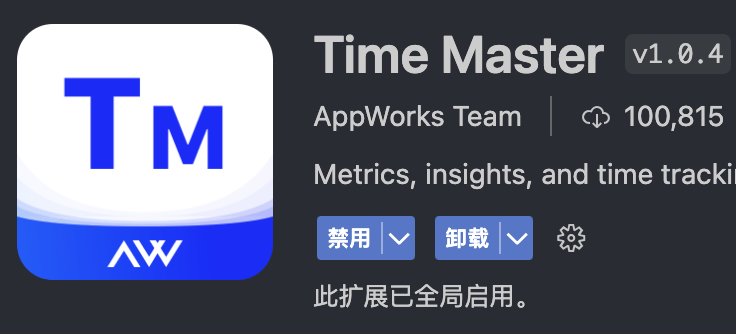 TM
AW
Time Master v1.0.4
AppWorks Team 100,815
Metrics, insights, and time
禁用 卸载
此扩展已全局启用。